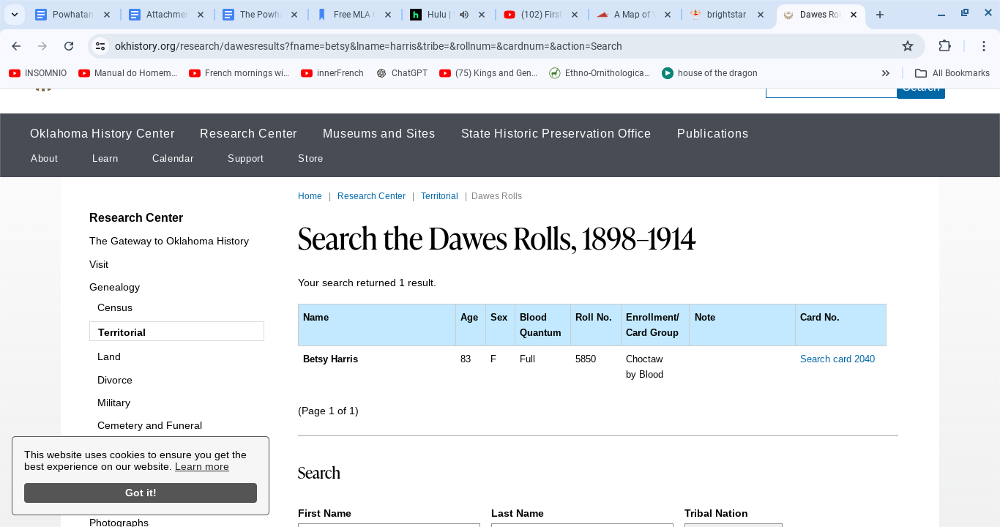 Powhatan
Attachmen
The Powha
Free MLA
Hulu |
(102) First
A Map of V
brightstar
Dawes Rol
okhistory.org/research/dawesresults?fname=betsy&lname=harris&tribe=&rollnum=&cardnum=&action=Search
INSOMNIO
Manual do Homem...
French mornings wi...
innerFrench
ChatGPT
(75) Kings and Gen...
Ethno-Ornithologica...
house of the dragon
All Bookmarks
Search
Oklahoma History Center
Research Center
Museums and Sites
State Historic Preservation Office
Publications
About
Learn
Calendar
Support
Store
Home | Research Center | Territorial | Dawes Rolls
Research Center
The Gateway to Oklahoma History
Visit
Genealogy
Census
Territorial
Land
Divorce
Military
Cemetery and Funeral
Photographs
Search the Dawes Rolls, 1898–1914
Your search returned 1 result.
Name Age Sex Blood Quantum Roll No. Enrollment/ Card Group Note Card No.
Betsy Harris 83 F Full 5850 Choctaw by Blood Search card 2040
(Page 1 of 1)
Search
First Name Last Name Tribal Nation
This website uses cookies to ensure you get the
best experience on our website. Learn more
Got it!